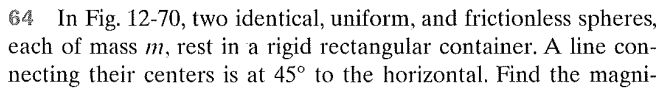 64 In Fig. 12-70, two identical, uniform, and frictionless spheres,
each of mass m, rest in a rigid rectangular container. A line con-
necting their centers is at 45° to the horizontal. Find the magni-